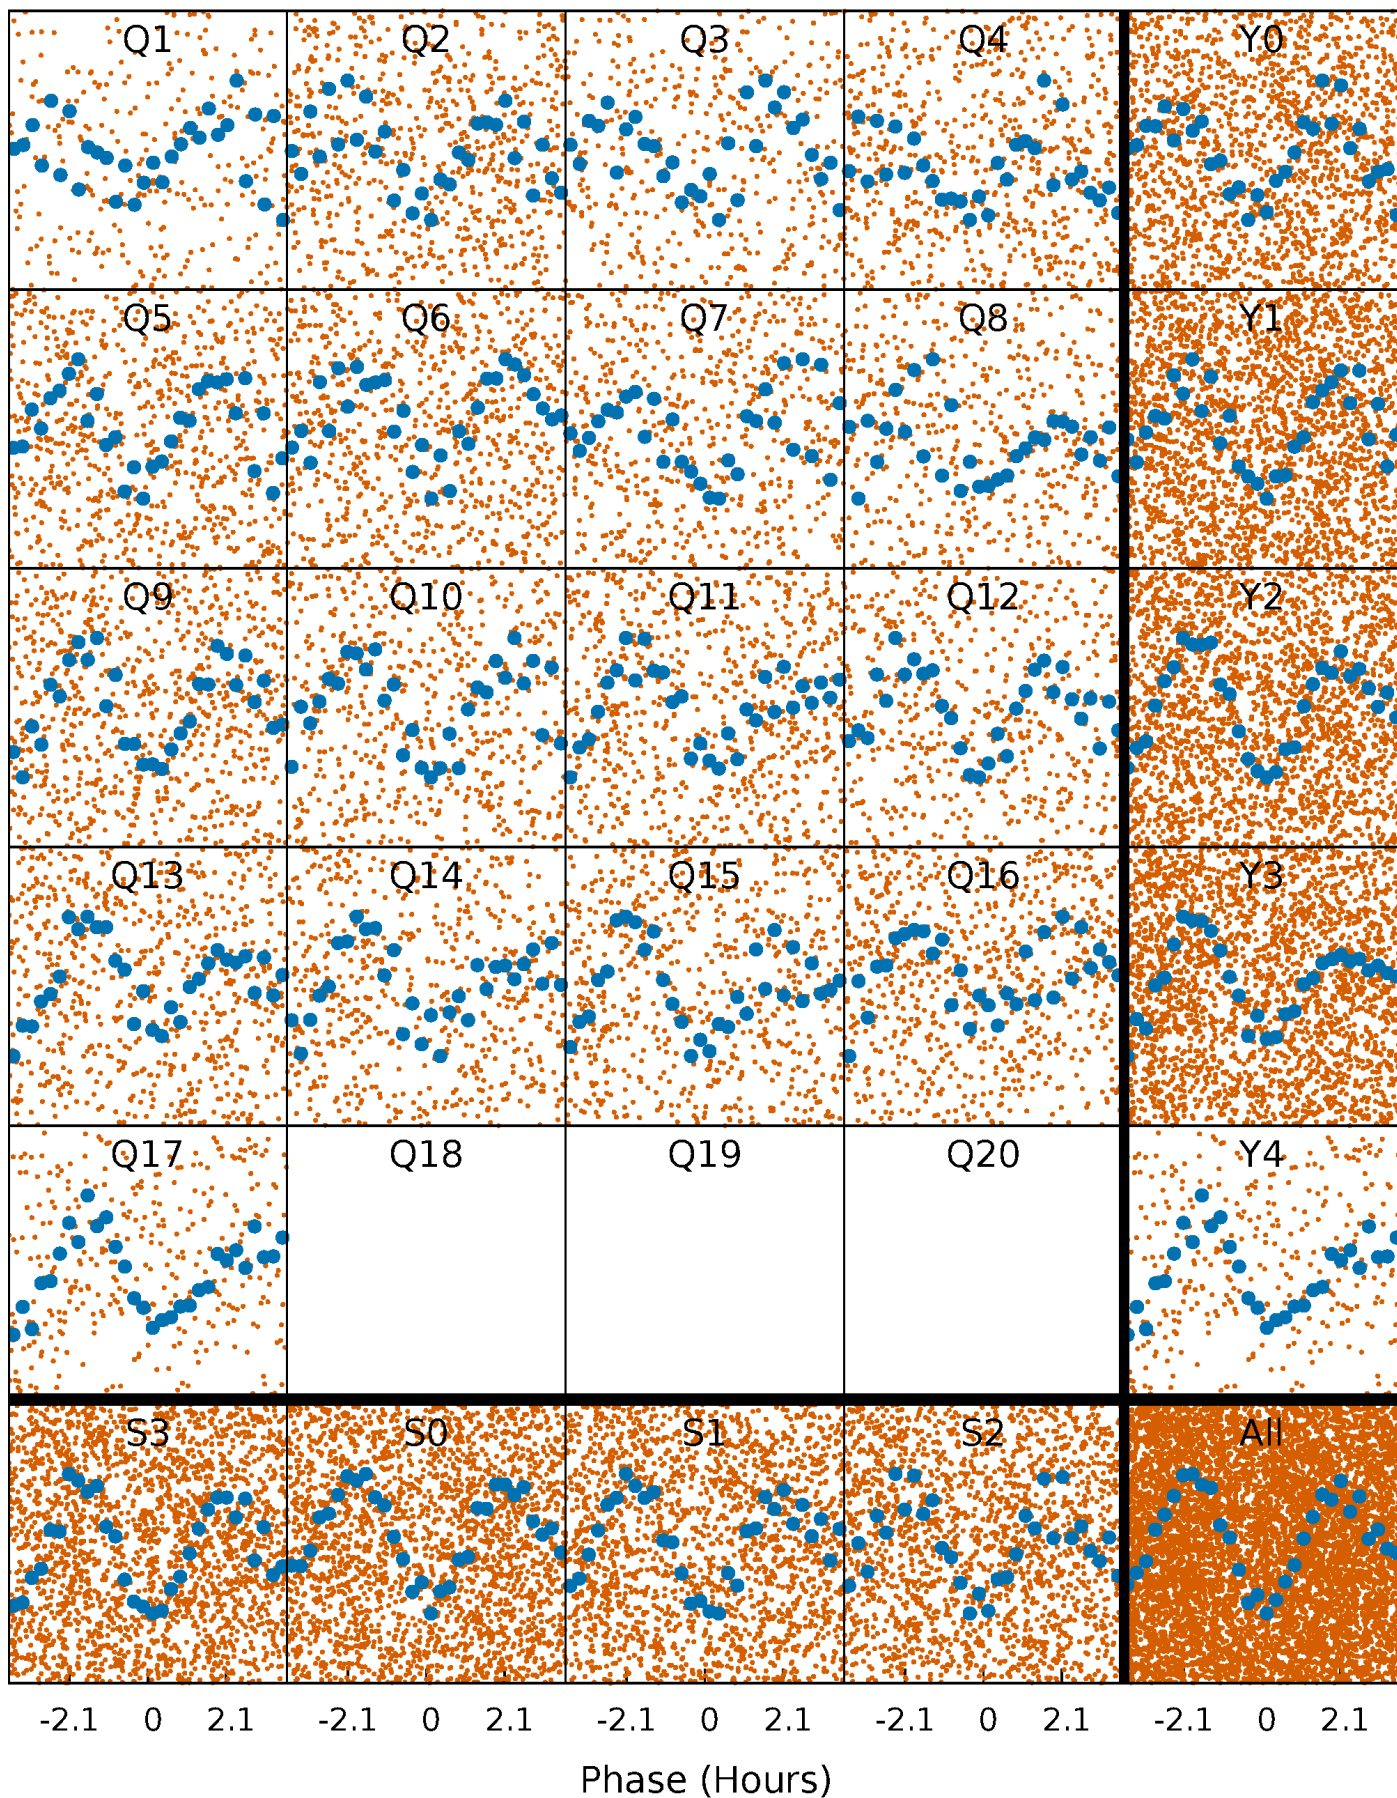 Q1 Q2 Q3 Q4 Y0
Q5 Q6 Q7 Q8 Y1
Q9 Q10 Q11 Q12 Y2
Q13 Q14 Q15 Q16 Y3
Q17 Q18 Q19 Q20 Y4
S3 S0 S1 S2 All
-2.1 0 2.1 -2.1 0 2.1 -2.1 0 2.1 -2.1 0 2.1 -2.1 0 2.1
Phase (Hours)